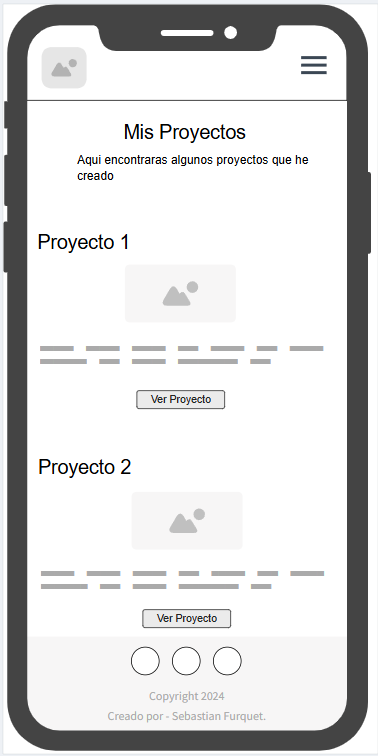 Mis Proyectos
Aqui encontraras algunos proyectos que he
creado
Proyecto 1
Ver Proyecto
Proyecto 2
Ver Proyecto
Copyright 2024
Creado por - Sebastian Furquet.